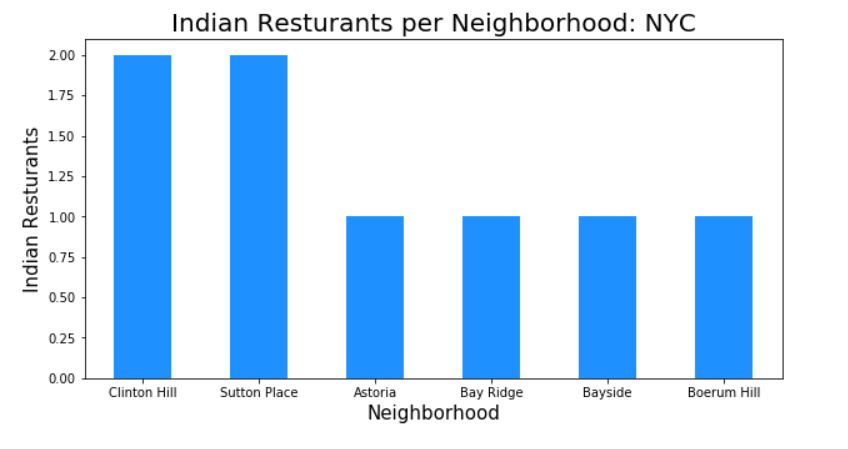 Indian Resturants per Neighborhood: NYC
Indian Resturants
2.00
1.75
1.50
1.25
1.00
0.75
0.50
0.25
0.00
Clinton Hill Sutton Place Astoria Bay Ridge Bayside Boerum Hill
Neighborhood